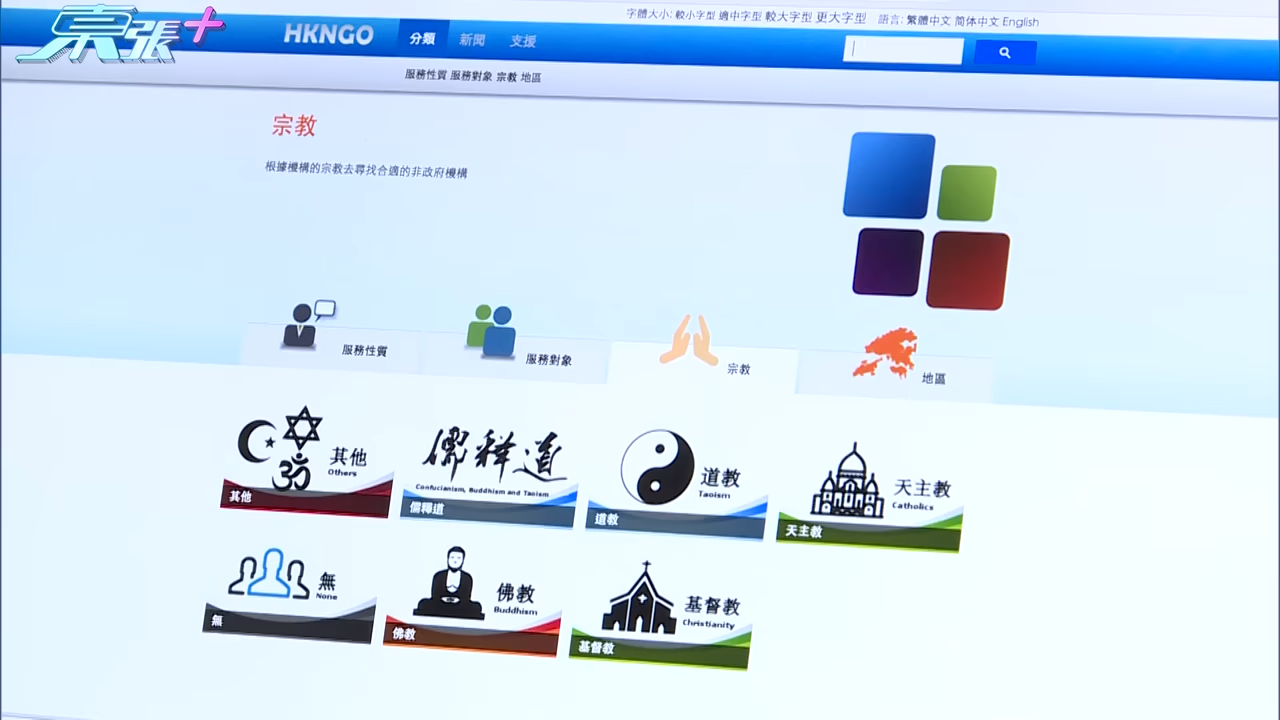 東張+
字體大小: 較小字型 適中字型 較大字型 更大字型 語言: 繁體中文 简体中文 English
HKNGO 分類 新聞 支援
服務性質 服務對象 宗教 地區
宗教
根據機構的宗教去尋找合適的非政府機構
服務性質 服務對象 宗教 地區
其他
Others
其他
儒释道
Confucianism, Buddhism and Taoism
儒釋道
道教
Taoism
道教
天主教
Catholics
天主教
無
None
無
佛教
Buddhism
佛教
基督教
Christianity
基督教